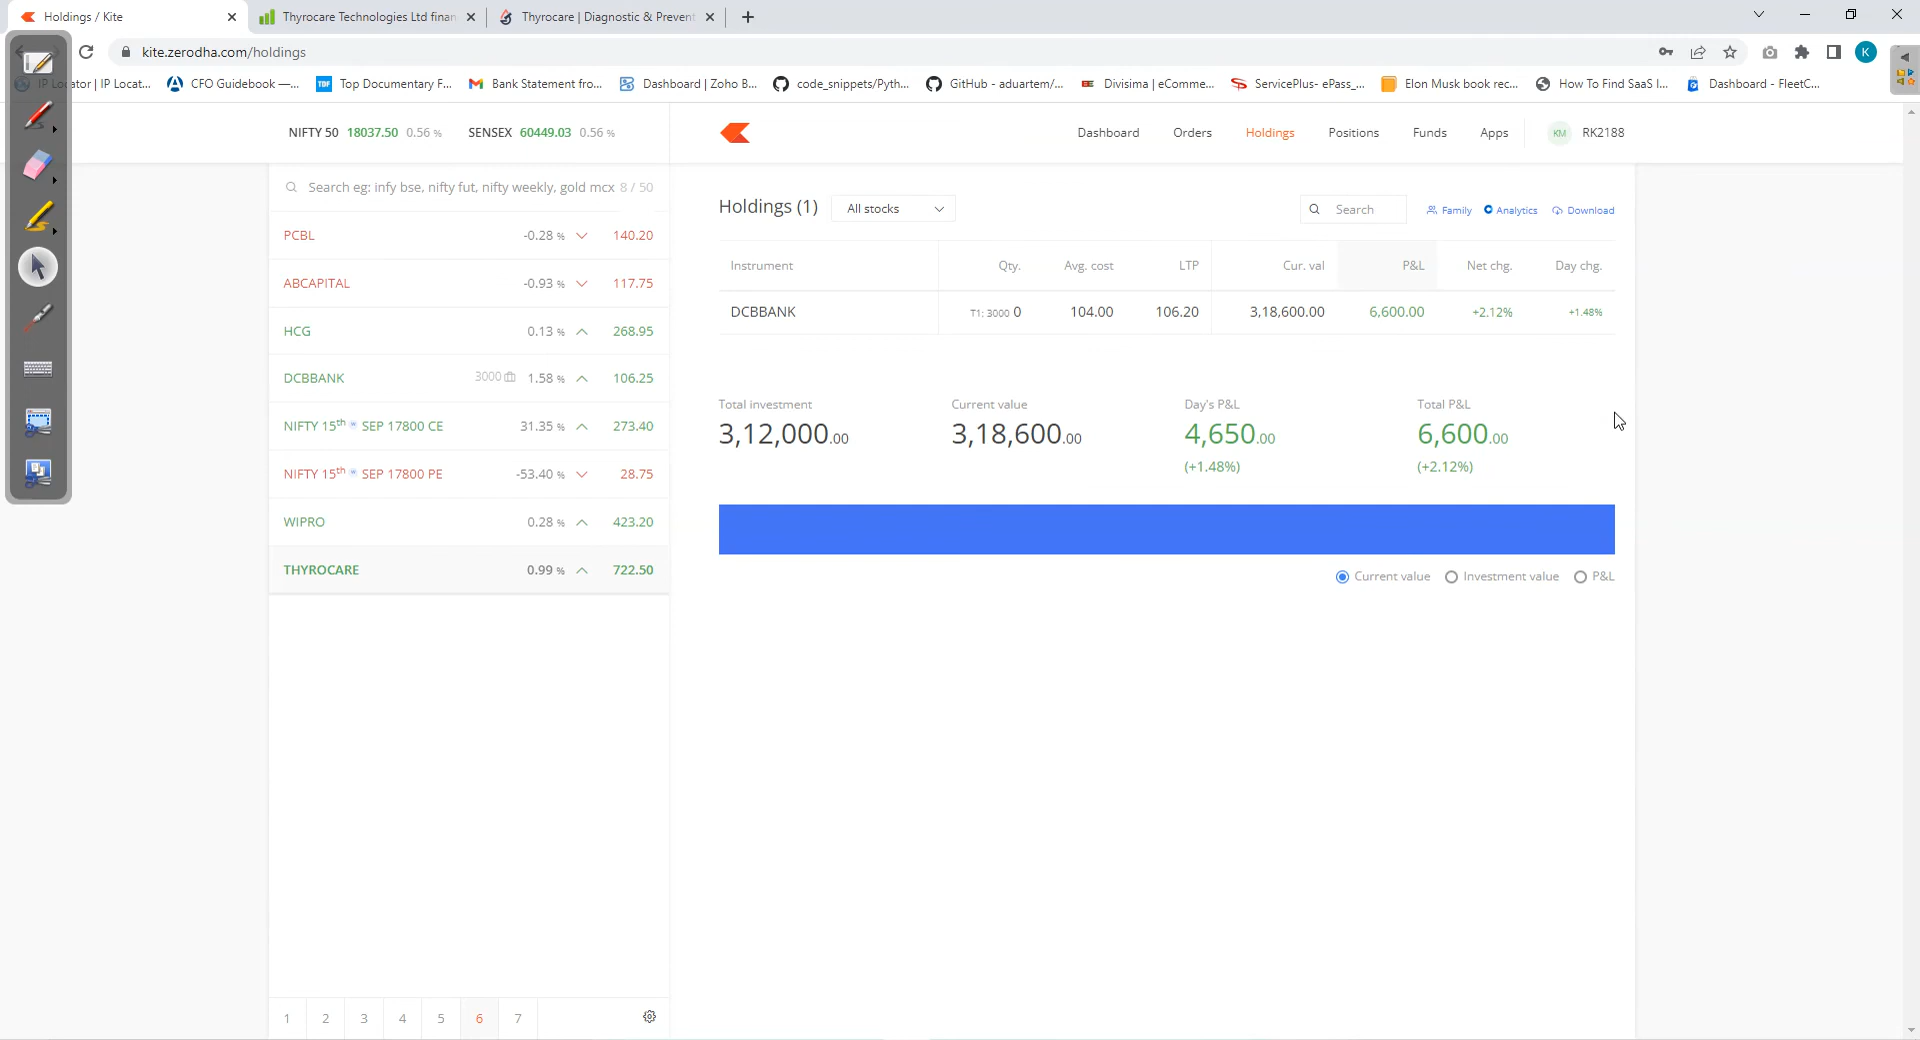 Holdings / Kite
Thyrocare Technologies Ltd finan
Thyrocare | Diagnostic & Prevent
kite.zerodha.com/holdings
IP Locator | IP Locat...
CFO Guidebook —...
TDF Top Documentary F...
Bank Statement fro...
Dashboard | Zoho B...
code_snippets/Pyth...
GitHub - aduartem/...
Divisima | eComme...
ServicePlus- ePass_...
Elon Musk book rec...
How To Find SaaS I...
Dashboard - FleetC...
K
NIFTY 50 18037.50 0.56 % SENSEX 60449.03 0.56 %
Dashboard Orders Holdings Positions Funds Apps KM RK2188
Search eg: infy bse, nifty fut, nifty weekly, gold mcx 8 / 50
PCBL -0.28 % 140.20
ABCAPITAL -0.93 % 117.75
HCG 0.13 % 268.95
DCBBANK 3000 1.58 % 106.25
NIFTY 15th w SEP 17800 CE 31.35 % 273.40
NIFTY 15th w SEP 17800 PE -53.40 % 28.75
WIPRO 0.28 % 423.20
THYROCARE 0.99 % 722.50
1 2 3 4 5 6 7
Holdings (1) All stocks Search Family Analytics Download
Instrument Qty. Avg. cost LTP Cur. val P&L Net chg. Day chg.
DCBBANK T1: 3000 0 104.00 106.20 3,18,600.00 6,600.00 +2.12% +1.48%
Total investment Current value Day's P&L Total P&L
3,12,000.00 3,18,600.00 4,650.00 6,600.00
(+1.48%) (+2.12%)
Current value Investment value P&L